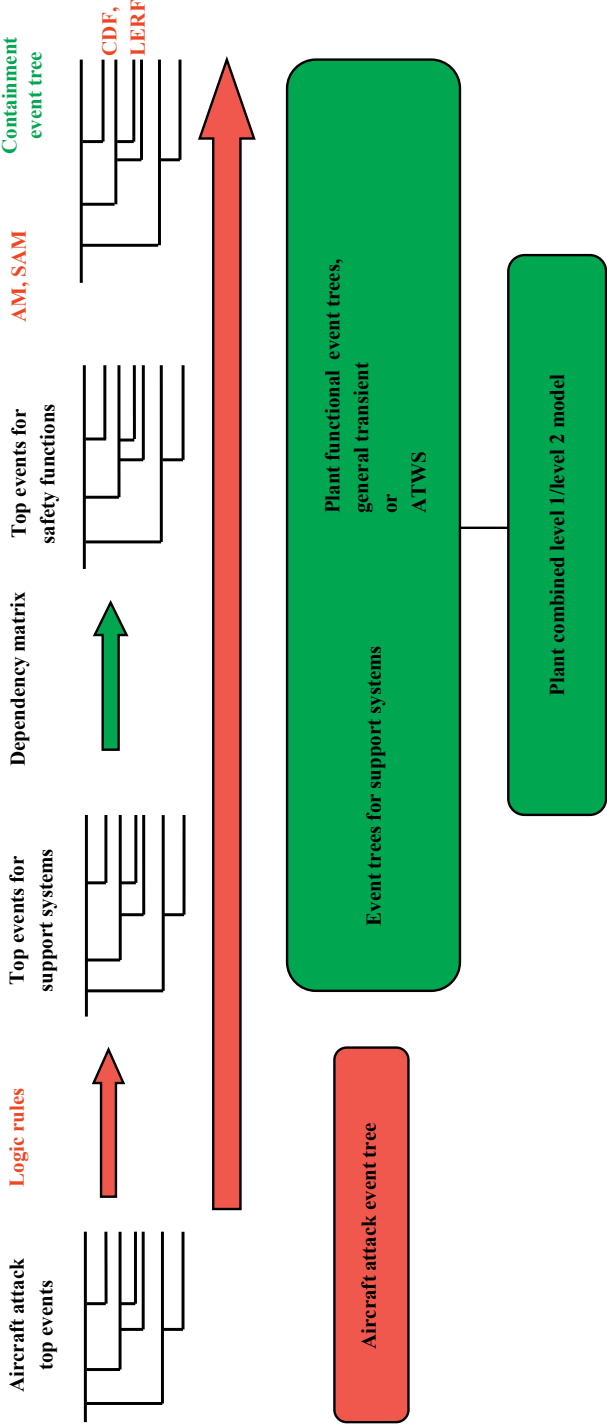 Aircraft attack
top events
Logic rules
Top events for
support systems
Dependency matrix
Top events for
safety functions
AM, SAM
Containment
event tree
CDF,
LERF
Aircraft attack event tree
Event trees for support systems
Plant functional event trees,
general transient
or
ATWS
Plant combined level 1/level 2 model